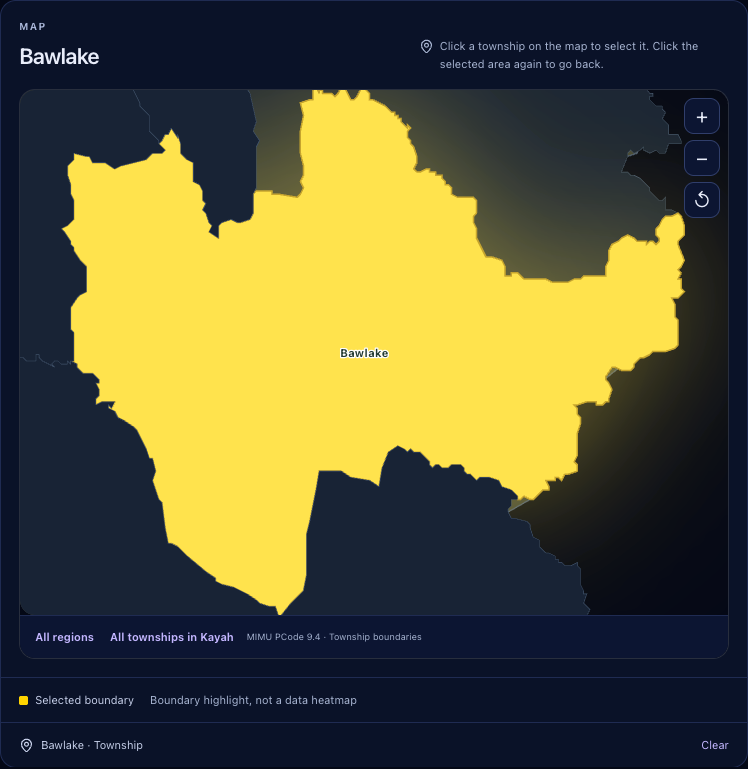 MAP
Bawlake
Click a township on the map to select it. Click the
selected area again to go back.
+
−
Bawlake
All regions All townships in Kayah MIMU PCode 9.4 · Township boundaries
Selected boundary Boundary highlight, not a data heatmap
Bawlake · Township Clear